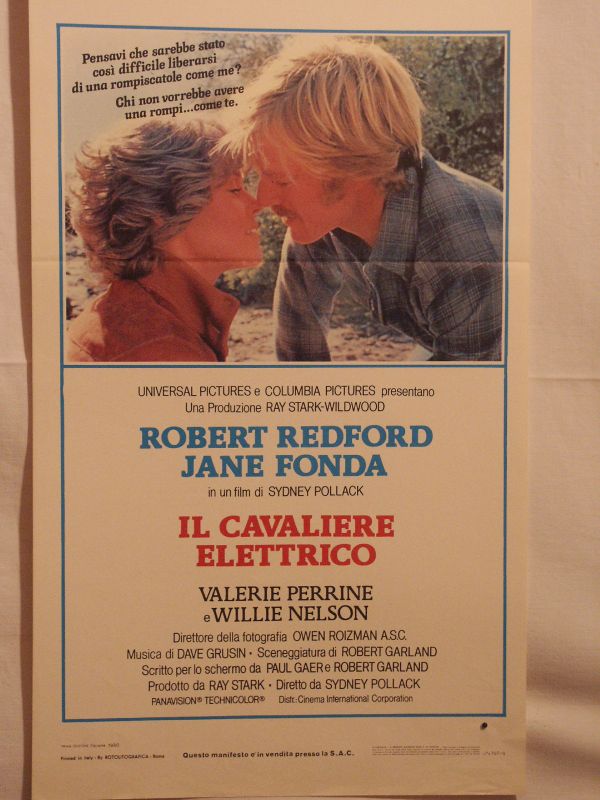 Pensavi che sarebbe stato
così difficile liberarsi
di una rompiscatole come me?
Chi non vorrebbe avere
una rompi...come te.
UNIVERSAL PICTURES e COLUMBIA PICTURES presentano
Una Produzione RAY STARK-WILDWOOD
ROBERT REDFORD
JANE FONDA
in un film di SYDNEY POLLACK
IL CAVALIERE
ELETTRICO
VALERIE PERRINE
e WILLIE NELSON
Direttore della fotografia OWEN ROIZMAN A.S.C.
Musica di DAVE GRUSIN • Sceneggiatura di ROBERT GARLAND
Scritto per lo schermo da PAUL GAER e ROBERT GARLAND
Prodotto da RAY STARK • Diretto da SYDNEY POLLACK
PANAVISION® TECHNICOLOR® Distr. Cinema International Corporation
1980
Printed in Italy - By ROTOLITOGRAFICA - Roma
Questo manifesto e' in vendita presso la S.A.C.